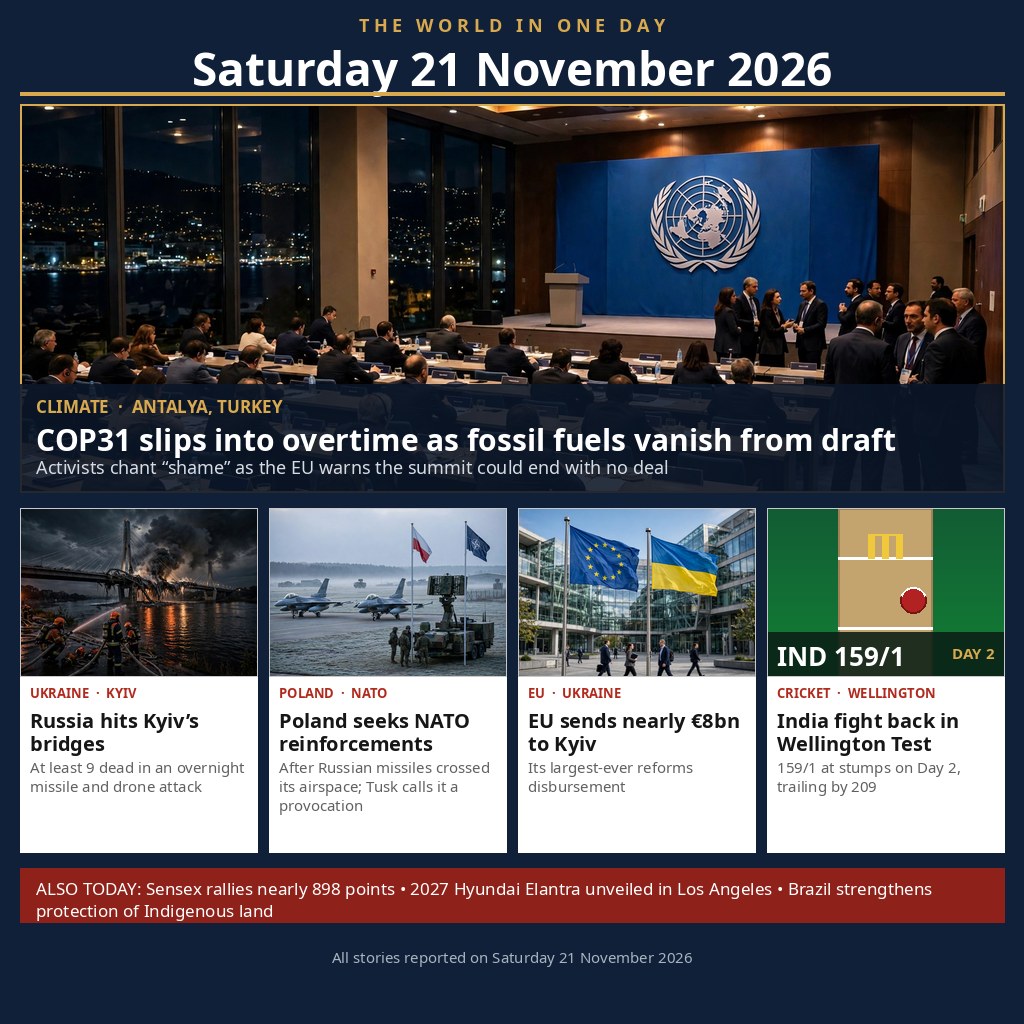 THE WORLD IN ONE DAY
Saturday 21 November 2026
CLIMATE · ANTALYA, TURKEY
COP31 slips into overtime as fossil fuels vanish from draft
Activists chant “shame” as the EU warns the summit could end with no deal
UKRAINE · KYIV
Russia hits Kyiv’s
bridges
At least 9 dead in an overnight
missile and drone attack
POLAND · NATO
Poland seeks NATO
reinforcements
After Russian missiles crossed
its airspace; Tusk calls it a
provocation
EU · UKRAINE
EU sends nearly €8bn
to Kyiv
Its largest-ever reforms
disbursement
IND 159/1
DAY 2
CRICKET · WELLINGTON
India fight back in
Wellington Test
159/1 at stumps on Day 2,
trailing by 209
ALSO TODAY: Sensex rallies nearly 898 points • 2027 Hyundai Elantra unveiled in Los Angeles • Brazil strengthens
protection of Indigenous land
All stories reported on Saturday 21 November 2026